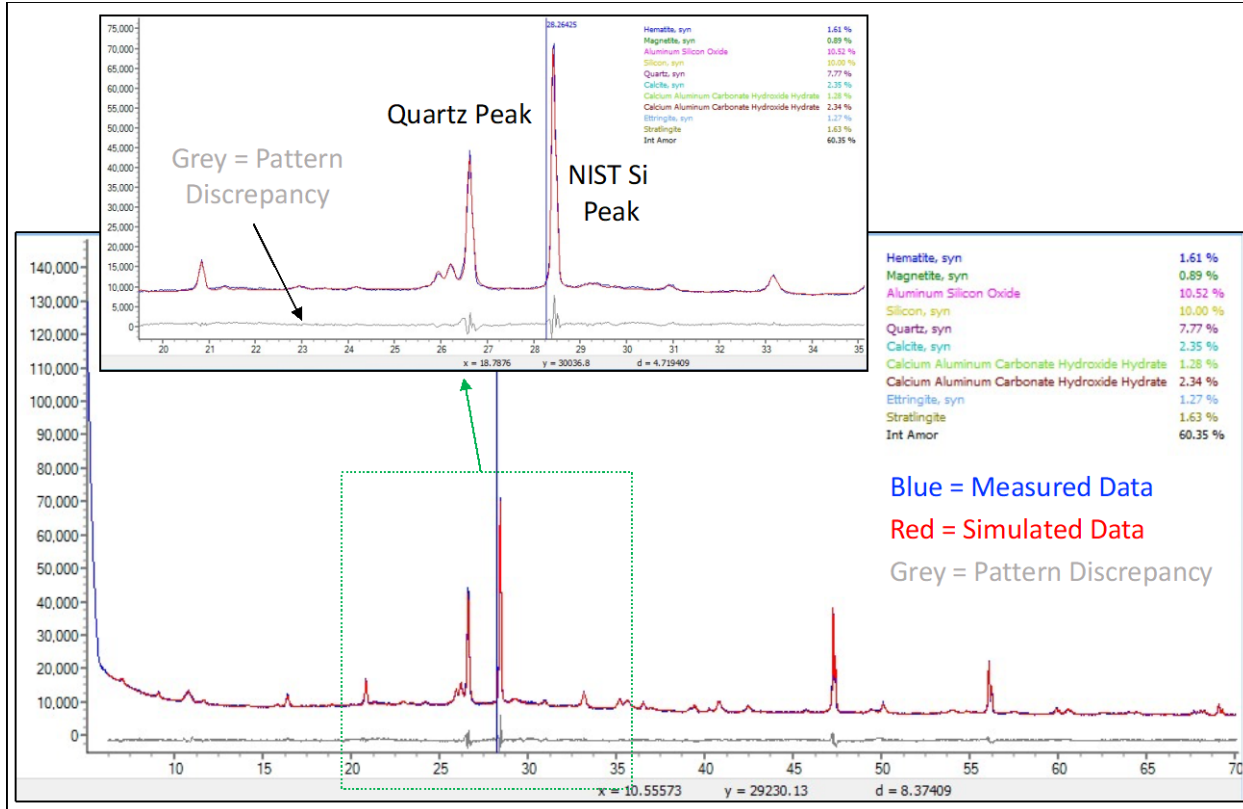 75,000
70,000
65,000
60,000
55,000
50,000
45,000
40,000
35,000
30,000
25,000
20,000
15,000
10,000
5,000
0
28.26425
Hematite, syn 1.61 %
Magnetite, syn 0.89 %
Aluminum Silicon Oxide 10.52 %
Silicon, syn 10.00 %
Quartz, syn 7.77 %
Calcite, syn 2.35 %
Calcium Aluminum Carbonate Hydroxide Hydrate 1.28 %
Calcium Aluminum Carbonate Hydroxide Hydrate 2.34 %
Ettringite, syn 1.27 %
Stratlingite 1.63 %
Int Amor 60.35 %
Quartz Peak
Grey = Pattern
Discrepancy
NIST Si
Peak
20 21 22 23 24 25 26 27 28 29 30 31 32 33 34 35
x = 18.7876 y = 30036.8 d = 4.719409
140,000
130,000
120,000
110,000
100,000
90,000
80,000
70,000
60,000
50,000
40,000
30,000
20,000
10,000
0
Hematite, syn 1.61 %
Magnetite, syn 0.89 %
Aluminum Silicon Oxide 10.52 %
Silicon, syn 10.00 %
Quartz, syn 7.77 %
Calcite, syn 2.35 %
Calcium Aluminum Carbonate Hydroxide Hydrate 1.28 %
Calcium Aluminum Carbonate Hydroxide Hydrate 2.34 %
Ettringite, syn 1.27 %
Stratlingite 1.63 %
Int Amor 60.35 %
Blue = Measured Data
Red = Simulated Data
Grey = Pattern Discrepancy
10 15 20 25 30 35 40 45 50 55 60 65 70
x = 10.55573 y = 29230.13 d = 8.37409